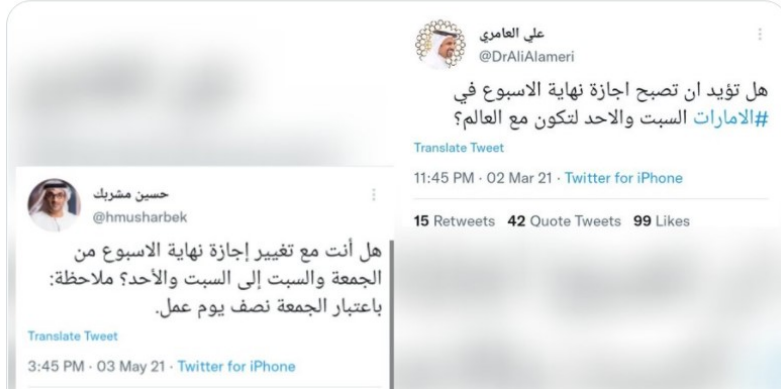 علي العامري
@DrAliAlameri
هل تؤيد ان تصبح اجازة نهاية الاسبوع في
#الامارات السبت والاحد لتكون مع العالم؟
Translate Tweet
11:45 PM · 02 Mar 21 · Twitter for iPhone
15 Retweets 42 Quote Tweets 99 Likes
حسين مشربك
@hmusharbek
هل أنت مع تغيير إجازة نهاية الاسبوع من
الجمعة والسبت إلى السبت والأحد؟ ملاحظة:
باعتبار الجمعة نصف يوم عمل.
Translate Tweet
3:45 PM · 03 May 21 · Twitter for iPhone